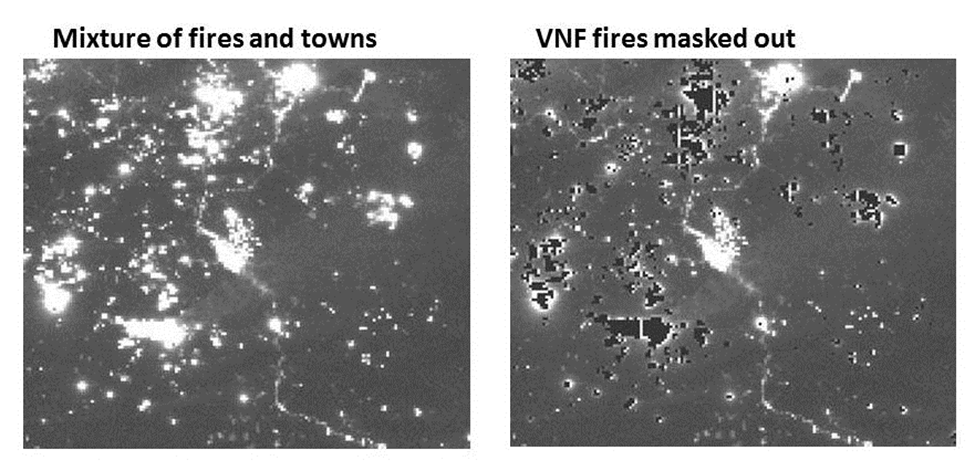 Mixture of fires and towns
VNF fires masked out